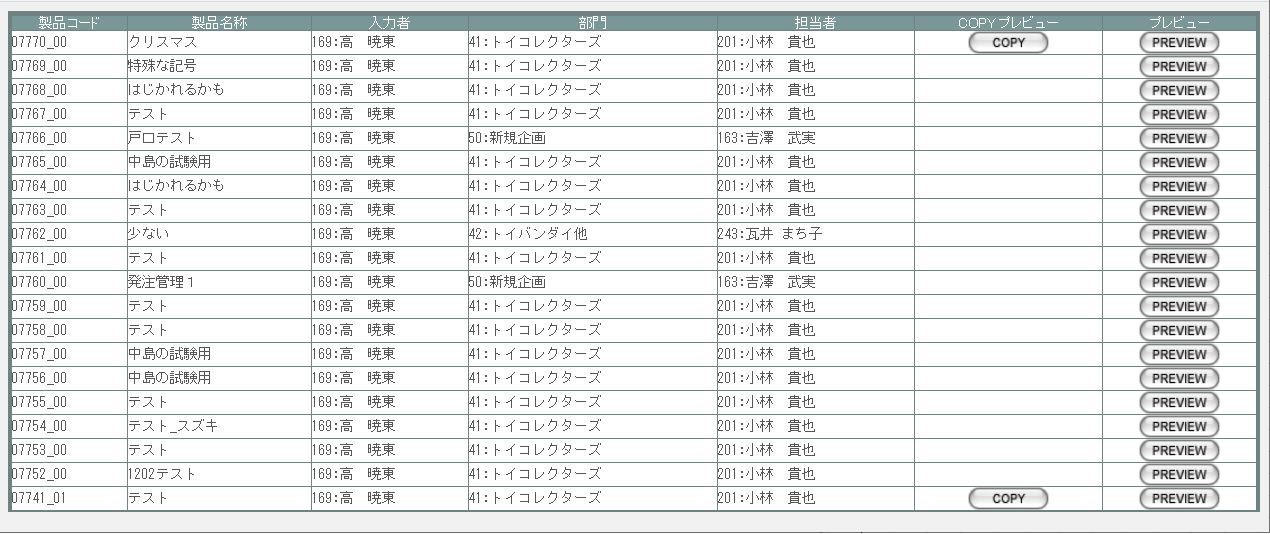 製品コード 製品名称 入力者 部門 担当者 COPYプレビュー プレビュー
07770_00 クリスマス 169:高　暁東 41:トイコレクターズ 201:小林　貴也 COPY PREVIEW
07769_00 特殊な記号 169:高　暁東 41:トイコレクターズ 201:小林　貴也 PREVIEW
07768_00 はじかれるかも 169:高　暁東 41:トイコレクターズ 201:小林　貴也 PREVIEW
07767_00 テスト 169:高　暁東 41:トイコレクターズ 201:小林　貴也 PREVIEW
07766_00 戸口テスト 169:高　暁東 50:新規企画 163:吉澤　武実 PREVIEW
07765_00 中島の試験用 169:高　暁東 41:トイコレクターズ 201:小林　貴也 PREVIEW
07764_00 はじかれるかも 169:高　暁東 41:トイコレクターズ 201:小林　貴也 PREVIEW
07763_00 テスト 169:高　暁東 41:トイコレクターズ 201:小林　貴也 PREVIEW
07762_00 少ない 169:高　暁東 42:トイバンダイ他 243:瓦井 まち子 PREVIEW
07761_00 テスト 169:高　暁東 41:トイコレクターズ 201:小林　貴也 PREVIEW
07760_00 発注管理１ 169:高　暁東 50:新規企画 163:吉澤　武実 PREVIEW
07759_00 テスト 169:高　暁東 41:トイコレクターズ 201:小林　貴也 PREVIEW
07758_00 テスト 169:高　暁東 41:トイコレクターズ 201:小林　貴也 PREVIEW
07757_00 中島の試験用 169:高　暁東 41:トイコレクターズ 201:小林　貴也 PREVIEW
07756_00 中島の試験用 169:高　暁東 41:トイコレクターズ 201:小林　貴也 PREVIEW
07755_00 テスト 169:高　暁東 41:トイコレクターズ 201:小林　貴也 PREVIEW
07754_00 テスト_スズキ 169:高　暁東 41:トイコレクターズ 201:小林　貴也 PREVIEW
07753_00 テスト 169:高　暁東 41:トイコレクターズ 201:小林　貴也 PREVIEW
07752_00 1202テスト 169:高　暁東 41:トイコレクターズ 201:小林　貴也 PREVIEW
07741_01 テスト 169:高　暁東 41:トイコレクターズ 201:小林　貴也 COPY PREVIEW